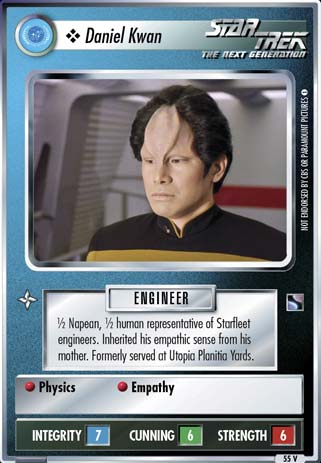 ❖ Daniel Kwan
STAR TREK
THE NEXT GENERATION
NOT ENDORSED BY CBS OR PARAMOUNT PICTURES
ENGINEER
½ Napean, ½ human representative of Starfleet
engineers. Inherited his empathic sense from his
mother. Formerly served at Utopia Planitia Yards.
Physics
Empathy
INTEGRITY 7 CUNNING 6 STRENGTH 6
55 V